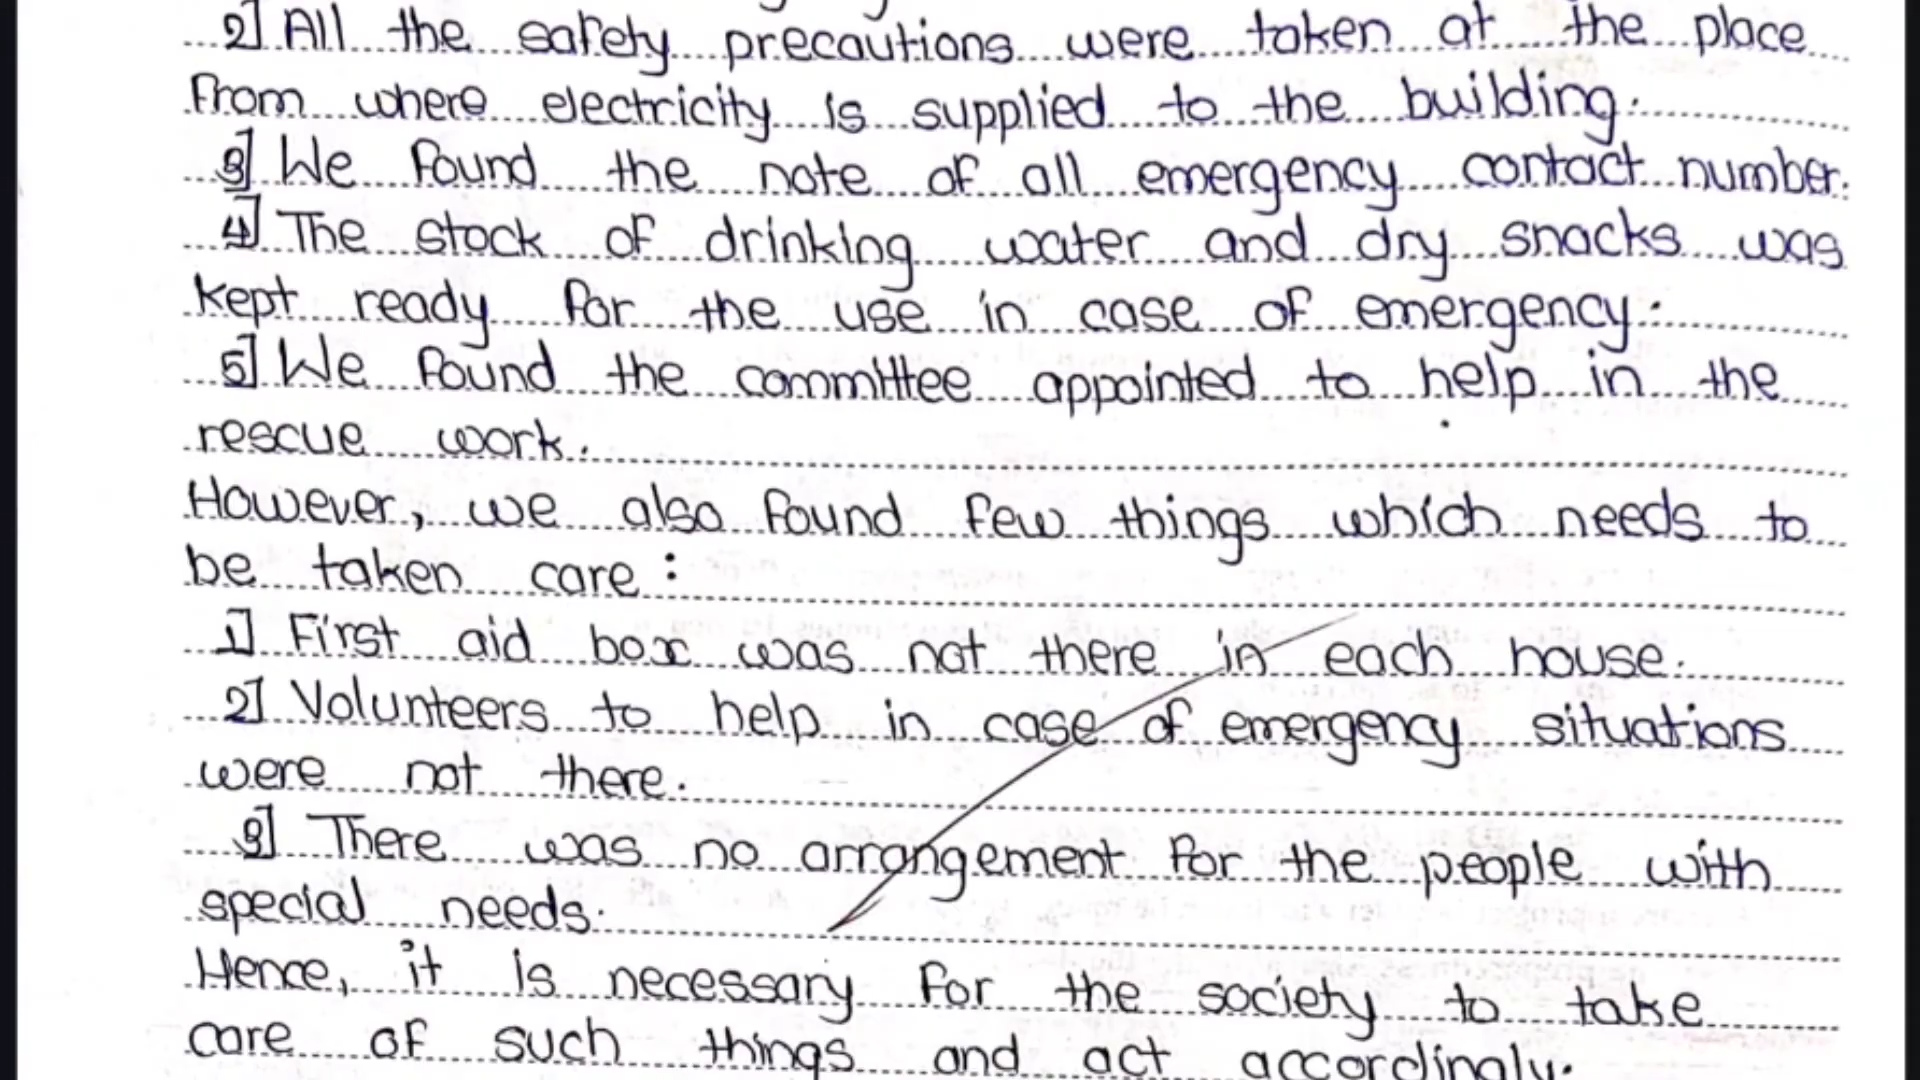 2] All the safety precautions were taken at the place
from where electricity is supplied to the building.
3] We found the note of all emergency contact number.
4] The stock of drinking water and dry snacks was
kept ready for the use in case of emergency.
5] We found the committee appointed to help in the
rescue work.
However, we also found few things which needs to
be taken care :
1] First aid box was not there in each house.
2] Volunteers to help in case of emergency situations
were not there.
3] There was no arrangement for the people with
special needs.
Hence, it is necessary for the society to take
care of such things and act accordingly.